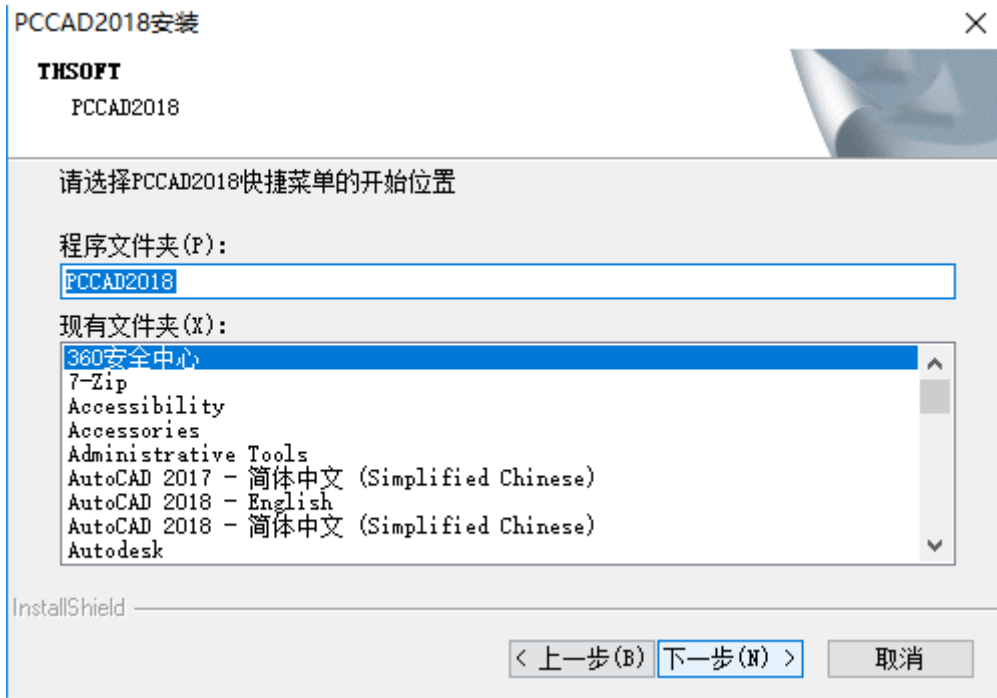 PCCAD2018安装
THSOFT
PCCAD2018
请选择PCCAD2018快捷菜单的开始位置
程序文件夹(P):
PCCAD2018
现有文件夹(X):
360安全中心
7-Zip
Accessibility
Accessories
Administrative Tools
AutoCAD 2017 - 简体中文 (Simplified Chinese)
AutoCAD 2018 - English
AutoCAD 2018 - 简体中文 (Simplified Chinese)
Autodesk
InstallShield
< 上一步(B) 下一步(N) > 取消